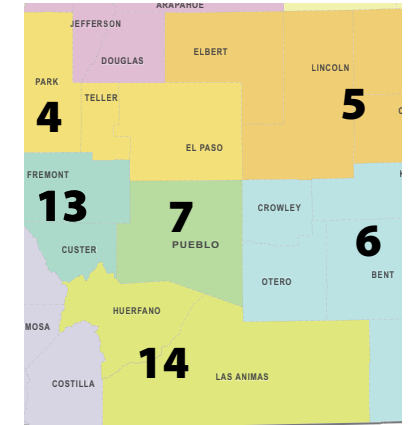 ARAPAHOE
JEFFERSON
DOUGLAS
ELBERT
LINCOLN
PARK
TELLER
4
5
EL PASO
FREMONT
13
7
PUEBLO
CROWLEY
6
CUSTER
OTERO
BENT
HUERFANO
MOSA
14
COSTILLA
LAS ANIMAS